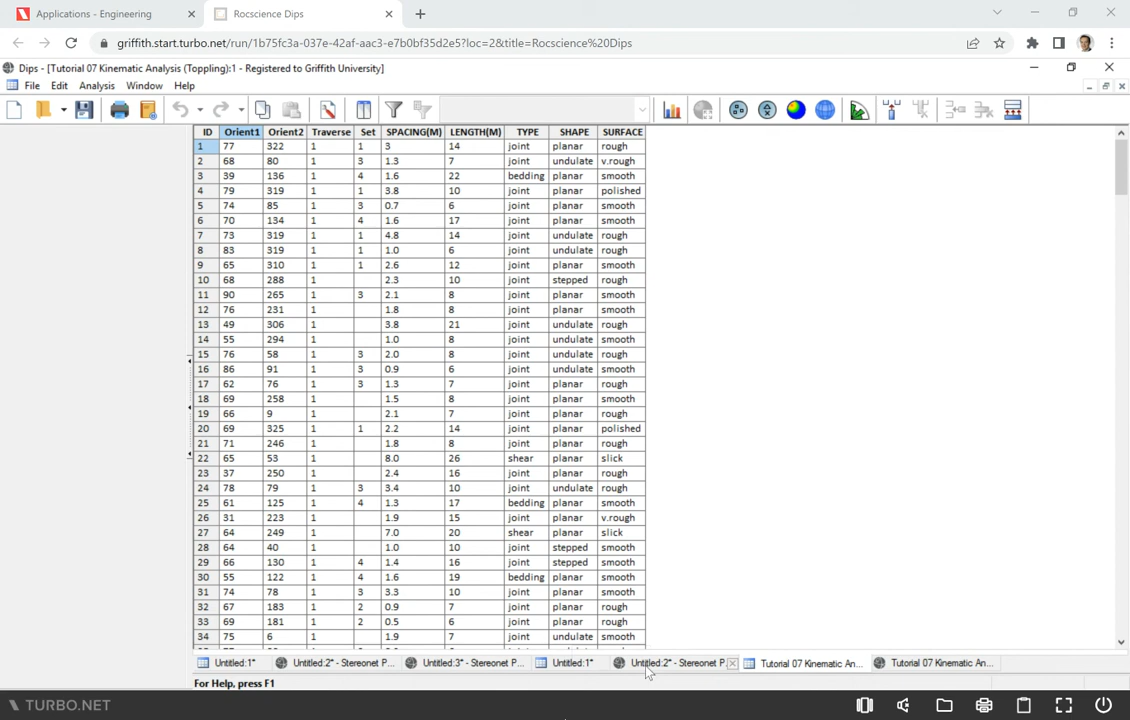 Applications - Engineering
Rocscience Dips
griffith.start.turbo.net/run/1b75fc3a-037e-42af-aac3-e7b0bf35d2e5?loc=2&title=Rocscience%20Dips
Dips - [Tutorial 07 Kinematic Analysis (Toppling):1 - Registered to Griffith University]
File Edit Analysis Window Help
ID Orient1 Orient2 Traverse Set SPACING(M) LENGTH(M) TYPE SHAPE SURFACE
1 77 322 1 1 3 14 joint planar rough
2 68 80 1 3 1.3 7 joint undulate v.rough
3 39 136 1 4 1.6 22 bedding planar smooth
4 79 319 1 1 3.8 10 joint planar polished
5 74 85 1 3 0.7 6 joint planar smooth
6 70 134 1 4 1.6 17 joint planar smooth
7 73 319 1 1 4.8 14 joint undulate rough
8 83 319 1 1 1.0 6 joint undulate rough
9 65 310 1 1 2.6 12 joint planar smooth
10 68 288 1 2.3 10 joint stepped rough
11 90 265 1 3 2.1 8 joint planar smooth
12 76 231 1 1.8 8 joint planar smooth
13 49 306 1 3.8 21 joint undulate rough
14 55 294 1 1.0 8 joint undulate smooth
15 76 58 1 3 2.0 8 joint undulate rough
16 86 91 1 3 0.9 6 joint undulate smooth
17 62 76 1 3 1.3 7 joint planar rough
18 69 258 1 1.5 8 joint planar smooth
19 66 9 1 2.1 7 joint planar rough
20 69 325 1 1 2.2 14 joint planar polished
21 71 246 1 1.8 8 joint planar rough
22 65 53 1 8.0 26 shear planar slick
23 37 250 1 2.4 16 joint planar rough
24 78 79 1 3 3.4 10 joint undulate rough
25 61 125 1 4 1.3 17 bedding planar smooth
26 31 223 1 1.9 15 joint planar v.rough
27 64 249 1 7.0 20 shear planar slick
28 64 40 1 1.0 10 joint stepped smooth
29 66 130 1 4 1.4 16 joint stepped smooth
30 55 122 1 4 1.6 19 bedding planar smooth
31 74 78 1 3 3.3 10 joint planar smooth
32 67 183 1 2 0.9 7 joint planar rough
33 69 181 1 2 0.5 6 joint planar rough
34 75 6 1 1.9 7 joint undulate smooth
Untitled:1* Untitled:2* - Stereonet P... Untitled:3* - Stereonet P... Untitled:1* Untitled:2* - Stereonet P. Tutorial 07 Kinematic An... Tutorial 07 Kinematic An...
For Help, press F1
TURBO.NET